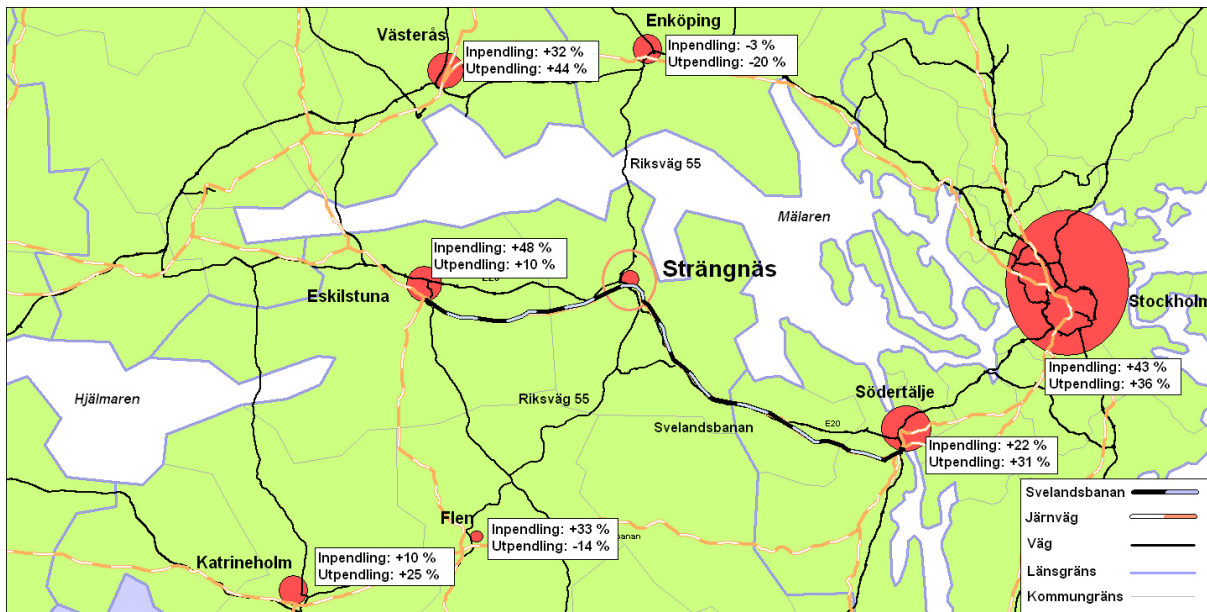 Enköping
Västerås
Inpendling: -3 %
Utpendling: -20 %
Inpendling: +32 %
Utpendling: +44 %
Riksväg 55
Mälaren
Inpendling: +48 %
Utpendling: +10 %
E20
Strängnäs
Eskilstuna
Stockholm
Inpendling: +43 %
Utpendling: +36 %
Hjälmaren
Riksväg 55
Södertälje
E20
Svelandsbanan
Inpendling: +22 %
Utpendling: +31 %
Flen
Inpendling: +33 %
Utpendling: -14 %
banan
Katrineholm
Inpendling: +10 %
Utpendling: +25 %
Svelandsbanan
Järnväg
Väg
Länsgräns
Kommungräns